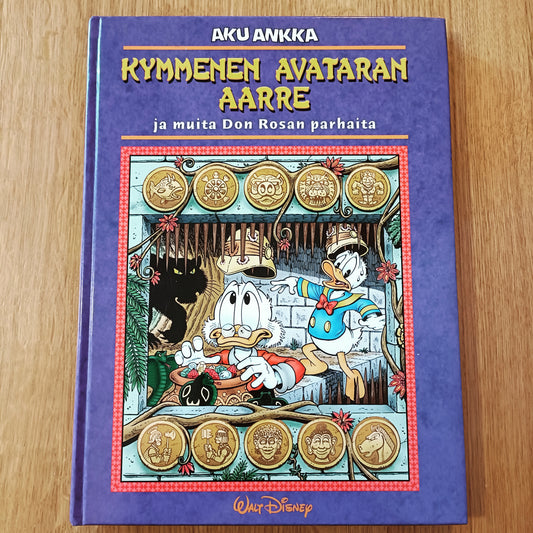 AKU ANKKA
KYMMENEN AVATARAN
AARRE
ja muita Don Rosan parhaita
WALT DISNEY